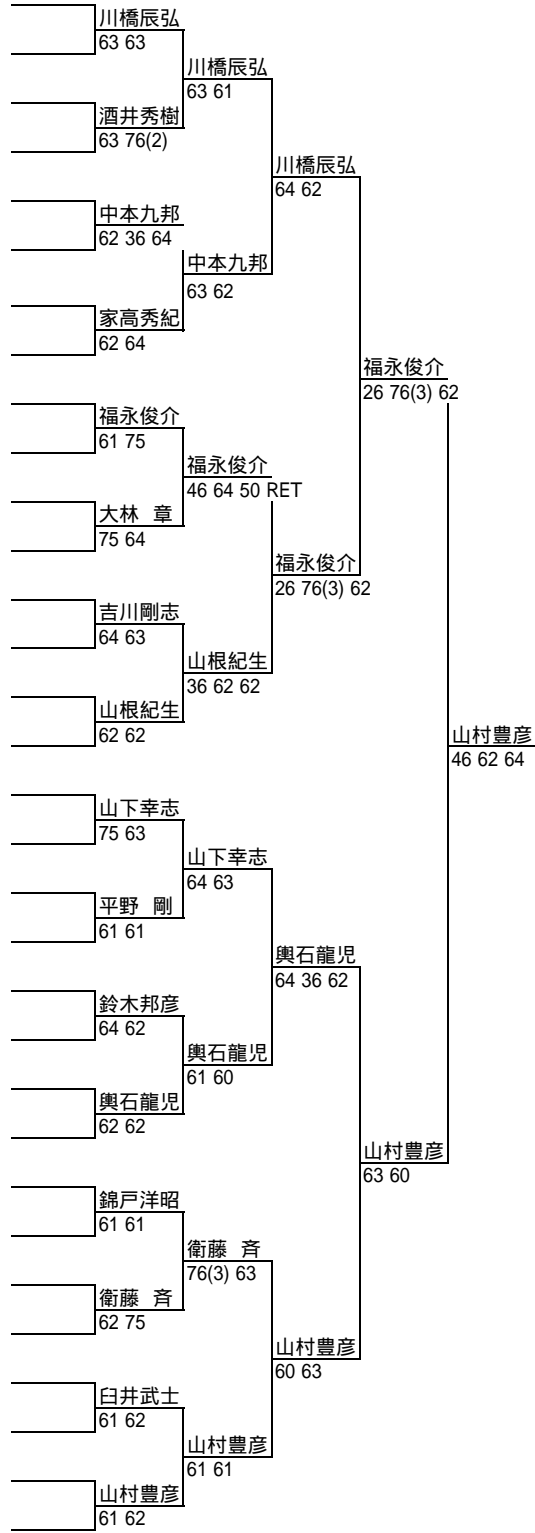 川橋辰弘
63 63
川橋辰弘
63 61
酒井秀樹
63 76(2)
川橋辰弘
64 62
中本九邦
62 36 64
中本九邦
63 62
家高秀紀
62 64
福永俊介
26 76(3) 62
福永俊介
61 75
福永俊介
46 64 50 RET
大林 章
75 64
福永俊介
26 76(3) 62
吉川剛志
64 63
山根紀生
36 62 62
山根紀生
62 62
山村豊彦
46 62 64
山下幸志
75 63
山下幸志
64 63
平野 剛
61 61
輿石龍児
64 36 62
鈴木邦彦
64 62
輿石龍児
61 60
輿石龍児
62 62
山村豊彦
63 60
錦戸洋昭
61 61
衛藤 斉
76(3) 63
衛藤 斉
62 75
山村豊彦
60 63
臼井武士
61 62
山村豊彦
61 61
山村豊彦
61 62